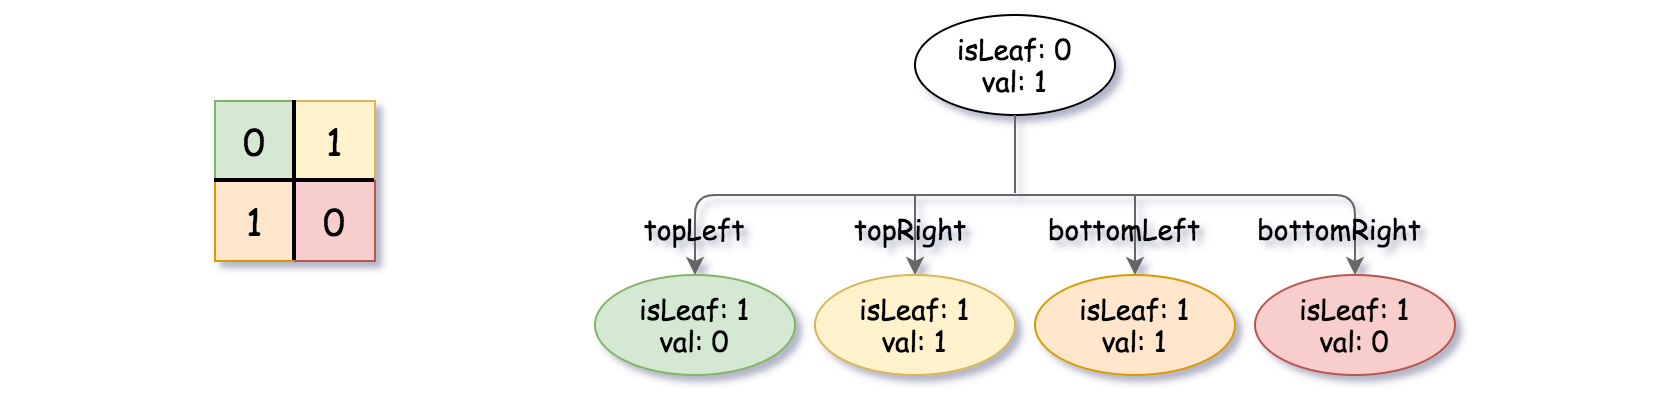 0 1
1 0
isLeaf: 0
val: 1
topLeft topRight bottomLeft bottomRight
isLeaf: 1
val: 0
isLeaf: 1
val: 1
isLeaf: 1
val: 1
isLeaf: 1
val: 0